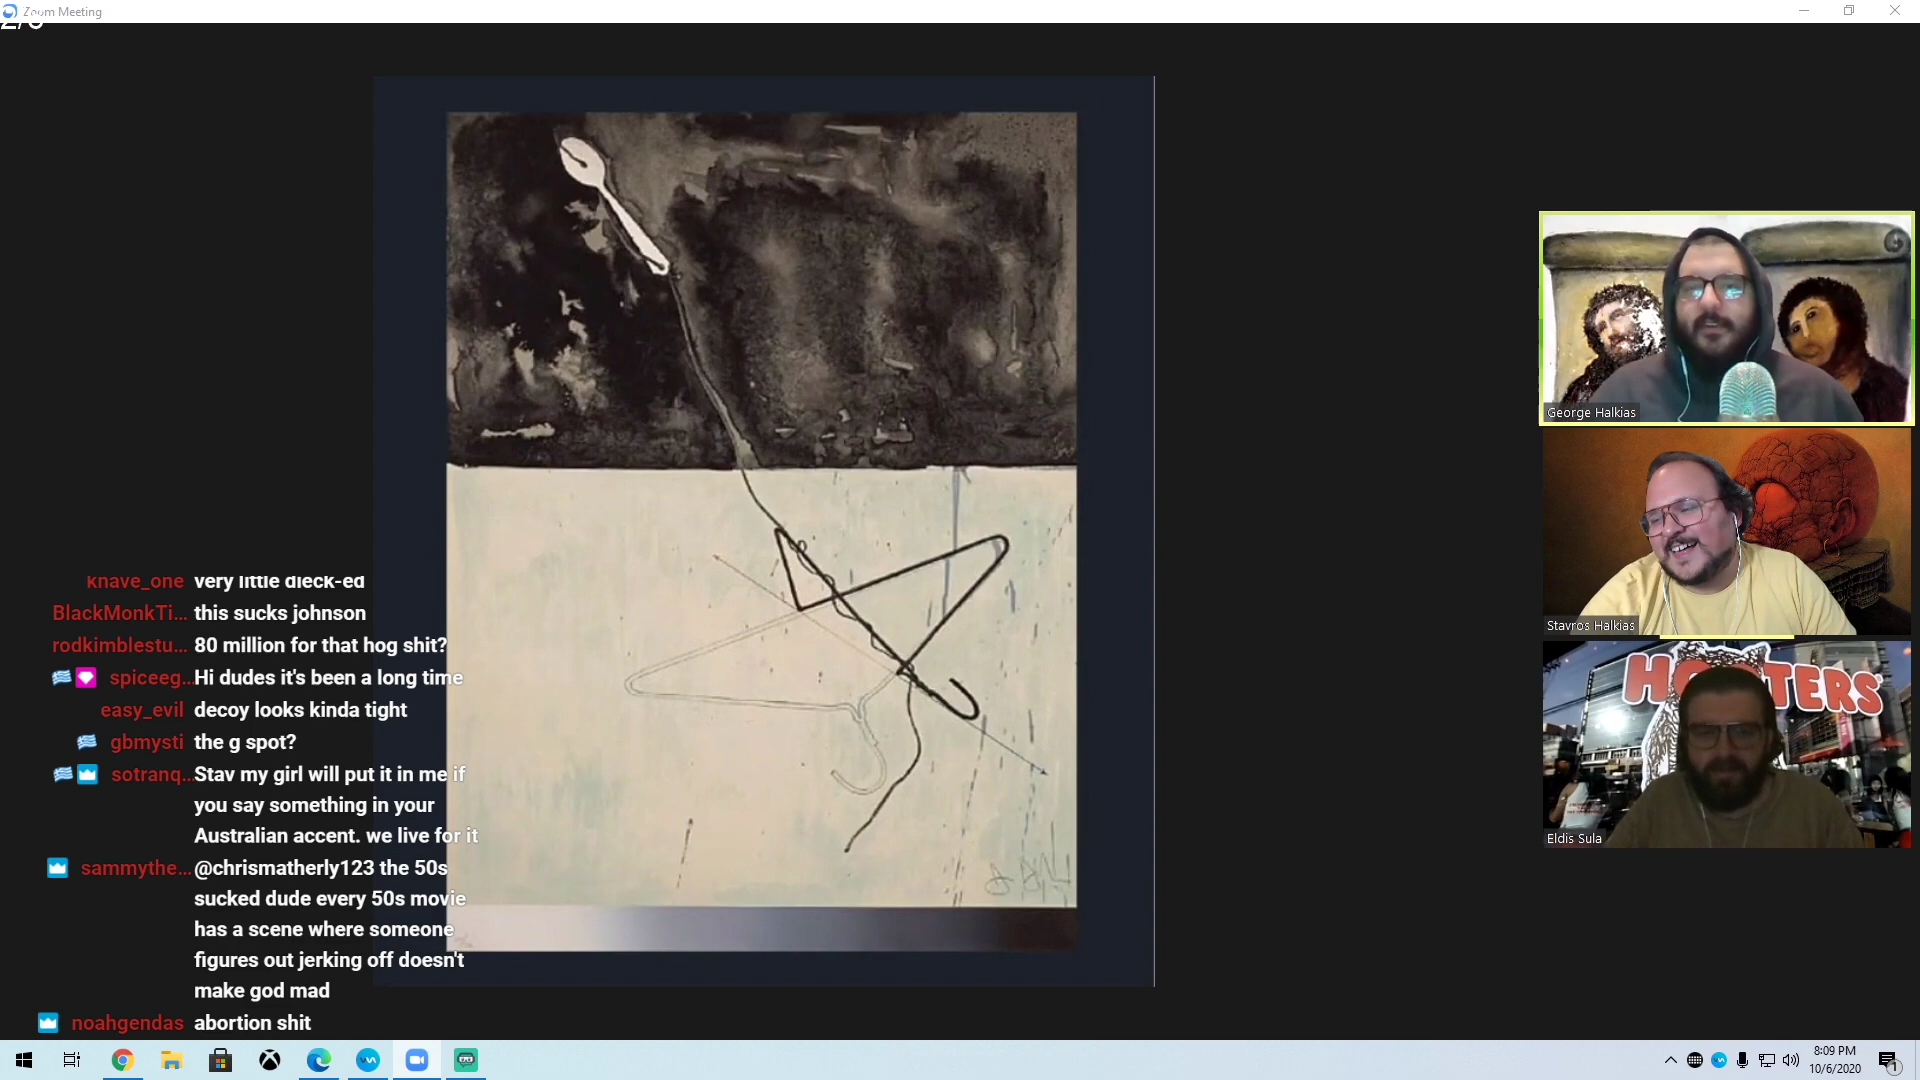 Zoom Meeting
knave_one very little dieck-ed
BlackMonkTi... this sucks johnson
rodkimblestu... 80 million for that hog shit?
spiceeg... Hi dudes it's been a long time
easy_evil decoy looks kinda tight
gbmysti the g spot?
sotranq... Stav my girl will put it in me if
you say something in your
Australian accent. we live for it
sammythe... @chrismatherly123 the 50s
sucked dude every 50s movie
has a scene where someone
figures out jerking off doesn't
make god mad
noahgendas abortion shit
George Halkias
Stavros Halkias
HOOTERS
Eldis Sula
8:09 PM
10/6/2020
1